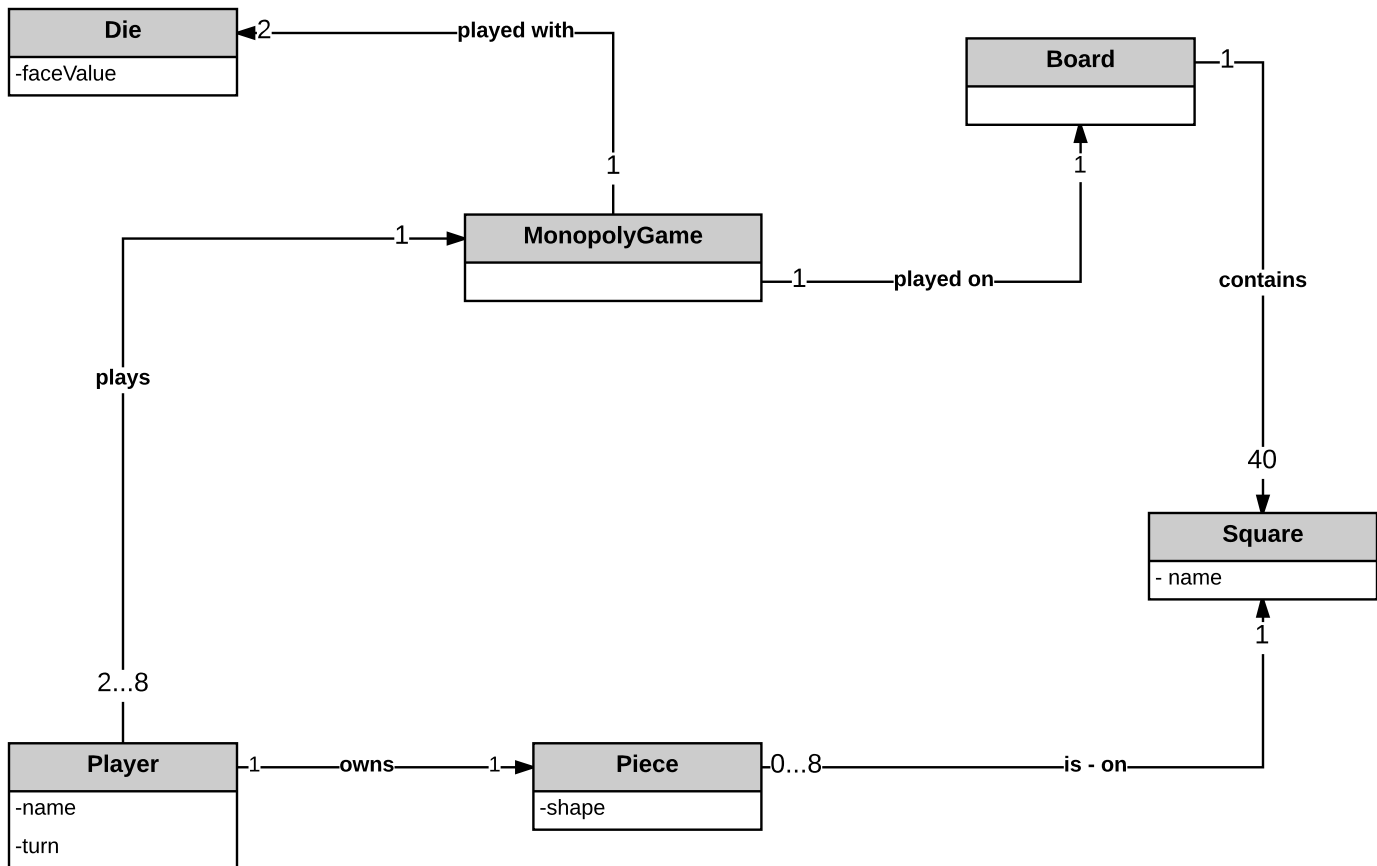 Die
-faceValue
2
played with
1
Board
1
1
MonopolyGame
1
1
played on
contains
plays
40
Square
- name
1
2...8
Player
-name
-turn
1
owns
1
Piece
-shape
0...8
is - on